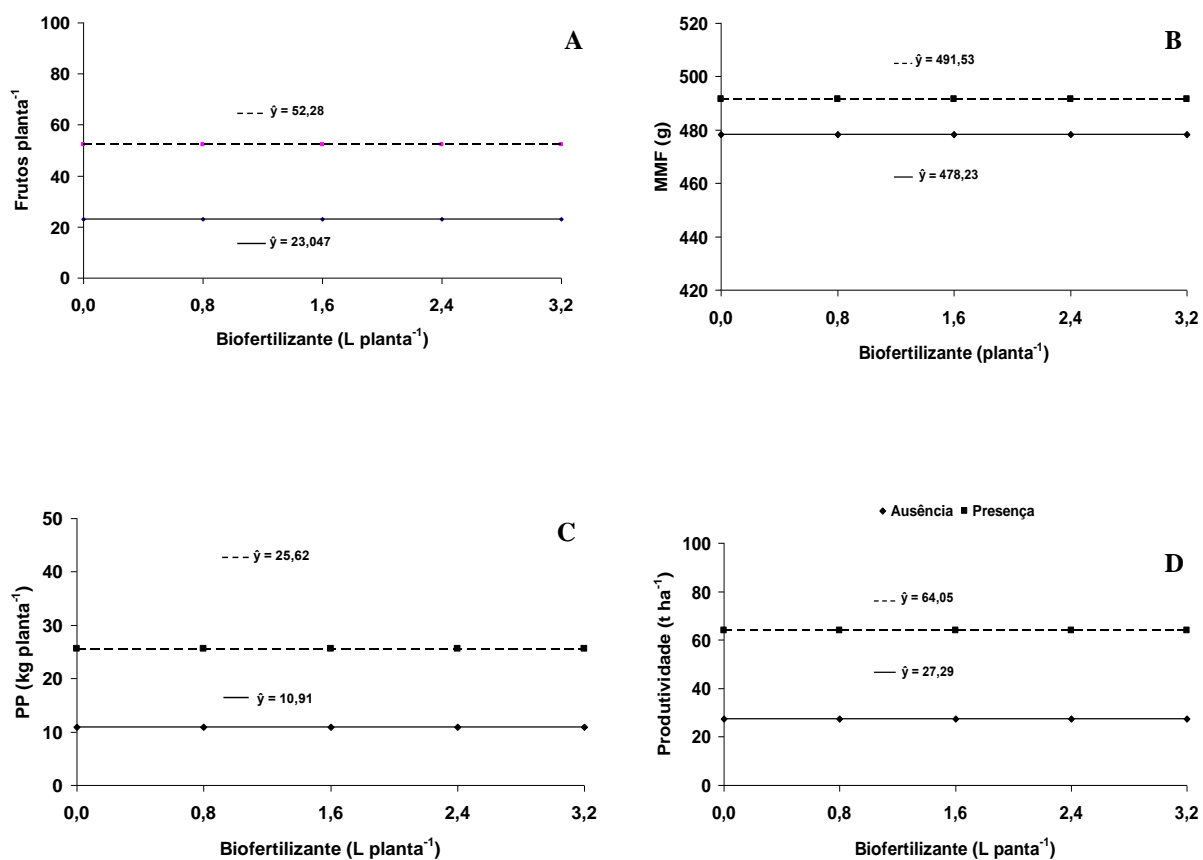 A
100
80
60
40
20
0
Frutos planta⁻¹
ŷ = 52,28
ŷ = 23,047
0,0 0,8 1,6 2,4 3,2
Biofertilizante (L planta⁻¹)
B
520
500
480
460
440
420
MMF (g)
ŷ = 491,53
ŷ = 478,23
0,0 0,8 1,6 2,4 3,2
Biofertilizante (planta⁻¹)
C
50
40
30
20
10
0
PP (kg planta⁻¹)
ŷ = 25,62
ŷ = 10,91
0,0 0,8 1,6 2,4 3,2
Biofertilizante (L planta⁻¹)
Ausência Presença
D
100
80
60
40
20
0
Produtividade (t ha⁻¹)
ŷ = 64,05
ŷ = 27,29
0,0 0,8 1,6 2,4 3,2
Biofertilizante (L panta⁻¹)